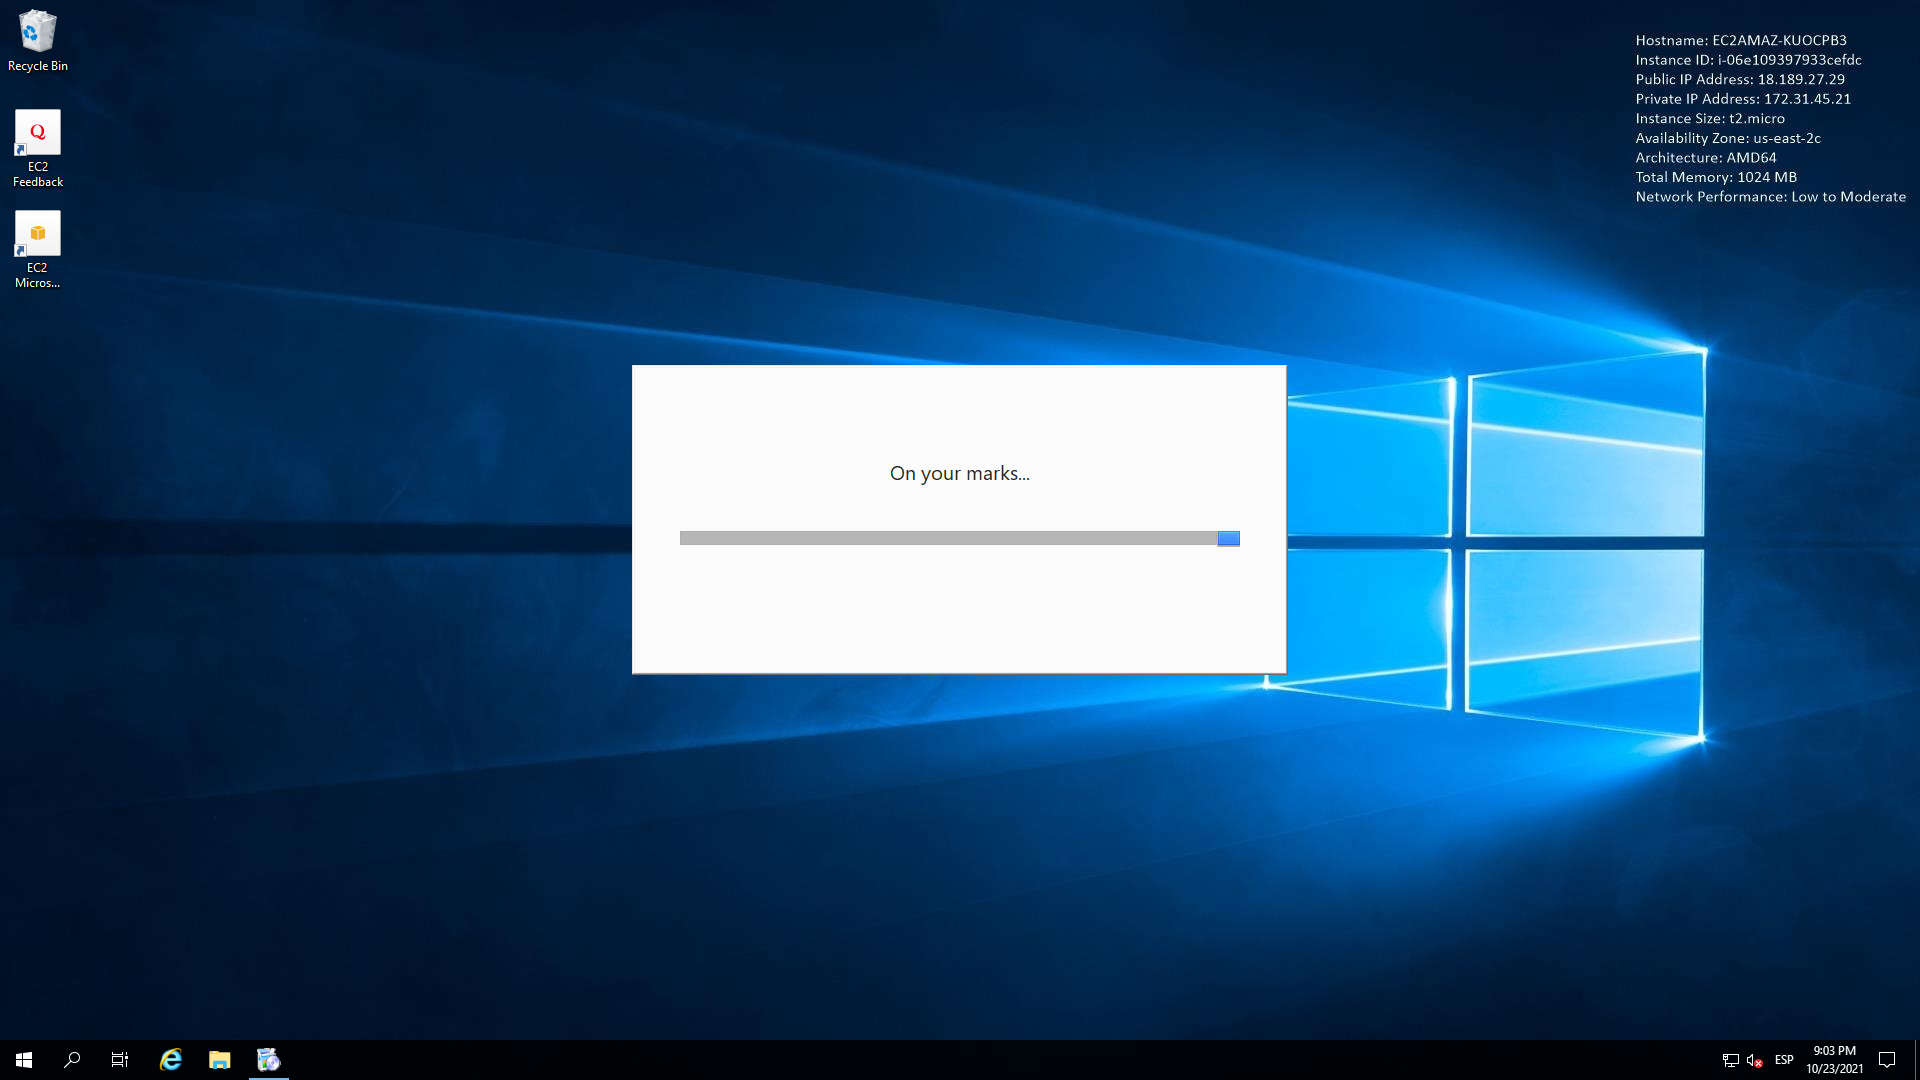 Recycle Bin
Q
EC2
Feedback
EC2
Micros...
Hostname: EC2AMAZ-KUOCPB3
Instance ID: i-06e109397933cefdc
Public IP Address: 18.189.27.29
Private IP Address: 172.31.45.21
Instance Size: t2.micro
Availability Zone: us-east-2c
Architecture: AMD64
Total Memory: 1024 MB
Network Performance: Low to Moderate
On your marks...
ESP
9:03 PM
10/23/2021